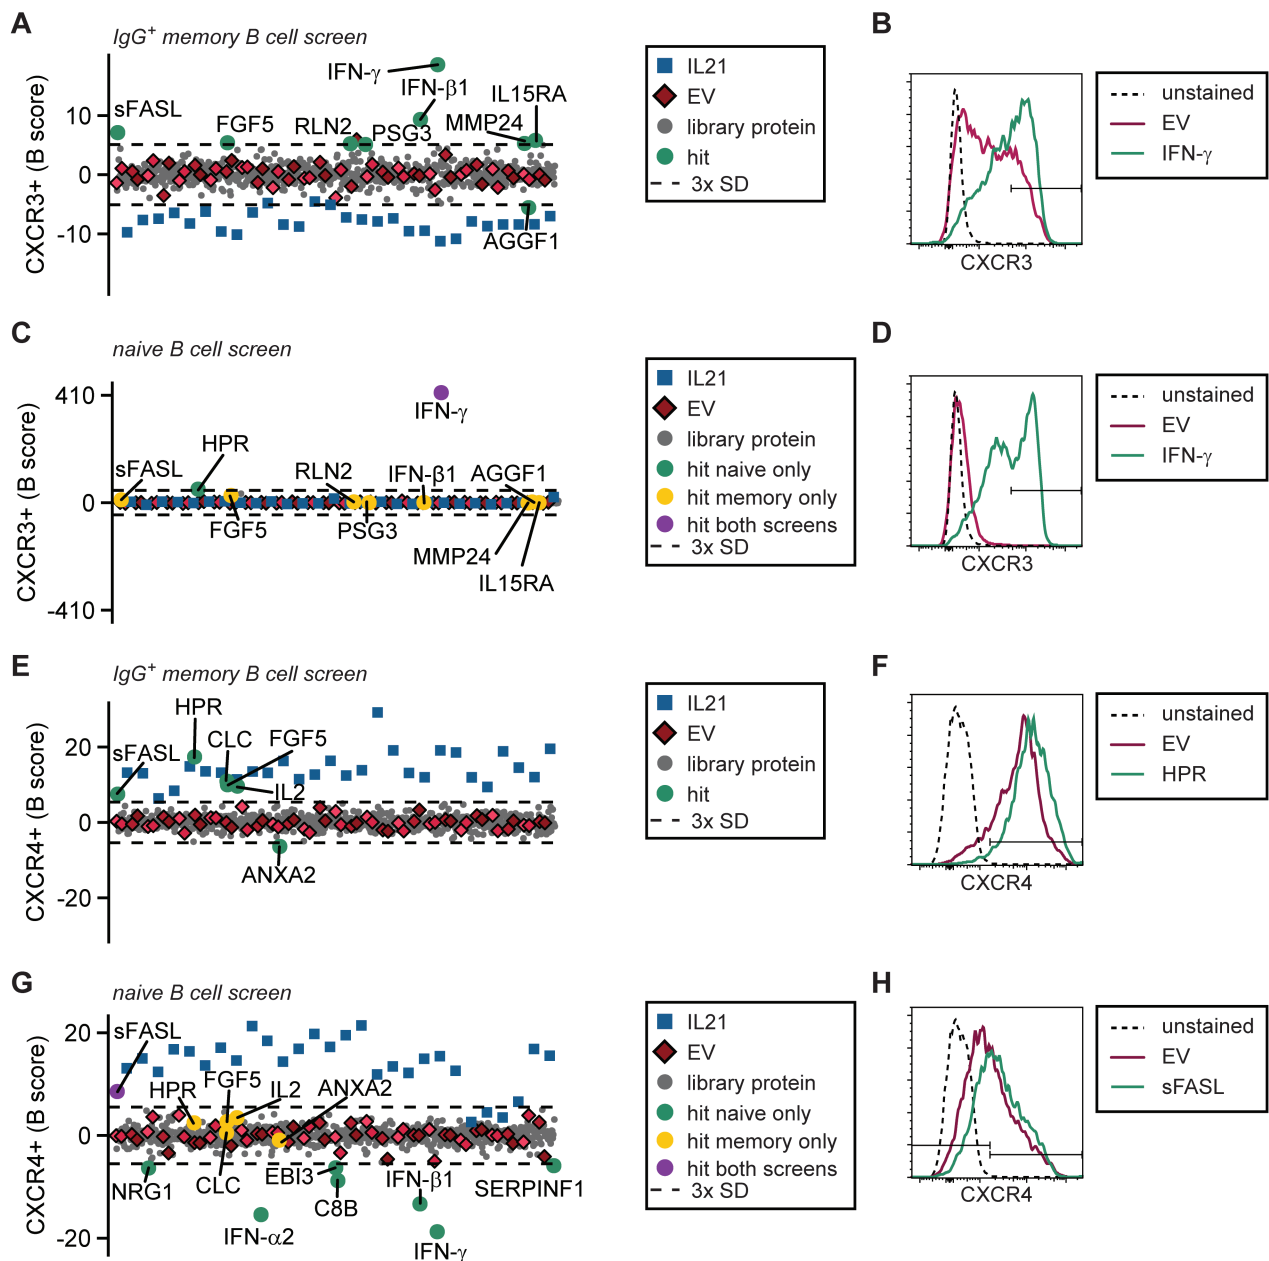 A
IgG+ memory B cell screen
CXCR3+ (B score)
10
0
-10
sFASL
FGF5
RLN2
PSG3
IFN-γ
IFN-β1
MMP24
IL15RA
AGGF1
IL21
EV
library protein
hit
3x SD
B
CXCR3
unstained
EV
IFN-γ
C
naive B cell screen
CXCR3+ (B score)
410
0
-410
sFASL
HPR
FGF5
RLN2
PSG3
IFN-β1
IFN-γ
AGGF1
MMP24
IL15RA
IL21
EV
library protein
hit naive only
hit memory only
hit both screens
3x SD
D
CXCR3
unstained
EV
IFN-γ
E
IgG+ memory B cell screen
CXCR4+ (B score)
20
0
-20
sFASL
HPR
CLC
FGF5
IL2
ANXA2
IL21
EV
library protein
hit
3x SD
F
CXCR4
unstained
EV
HPR
G
naive B cell screen
CXCR4+ (B score)
20
0
-20
sFASL
HPR
FGF5
IL2
ANXA2
NRG1
CLC
IFN-α2
EBI3
C8B
IFN-β1
IFN-γ
SERPINF1
IL21
EV
library protein
hit naive only
hit memory only
hit both screens
3x SD
H
CXCR4
unstained
EV
sFASL